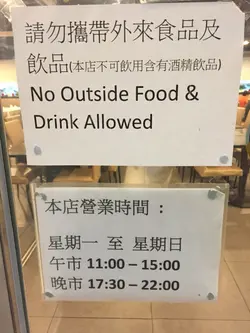 請勿攜帶外來食品及
飲品(本店不可飲用含有酒精飲品)
No Outside Food &
Drink Allowed
本店營業時間 :
星期一 至 星期日
午市 11:00 – 15:00
晚市 17:30 – 22:00